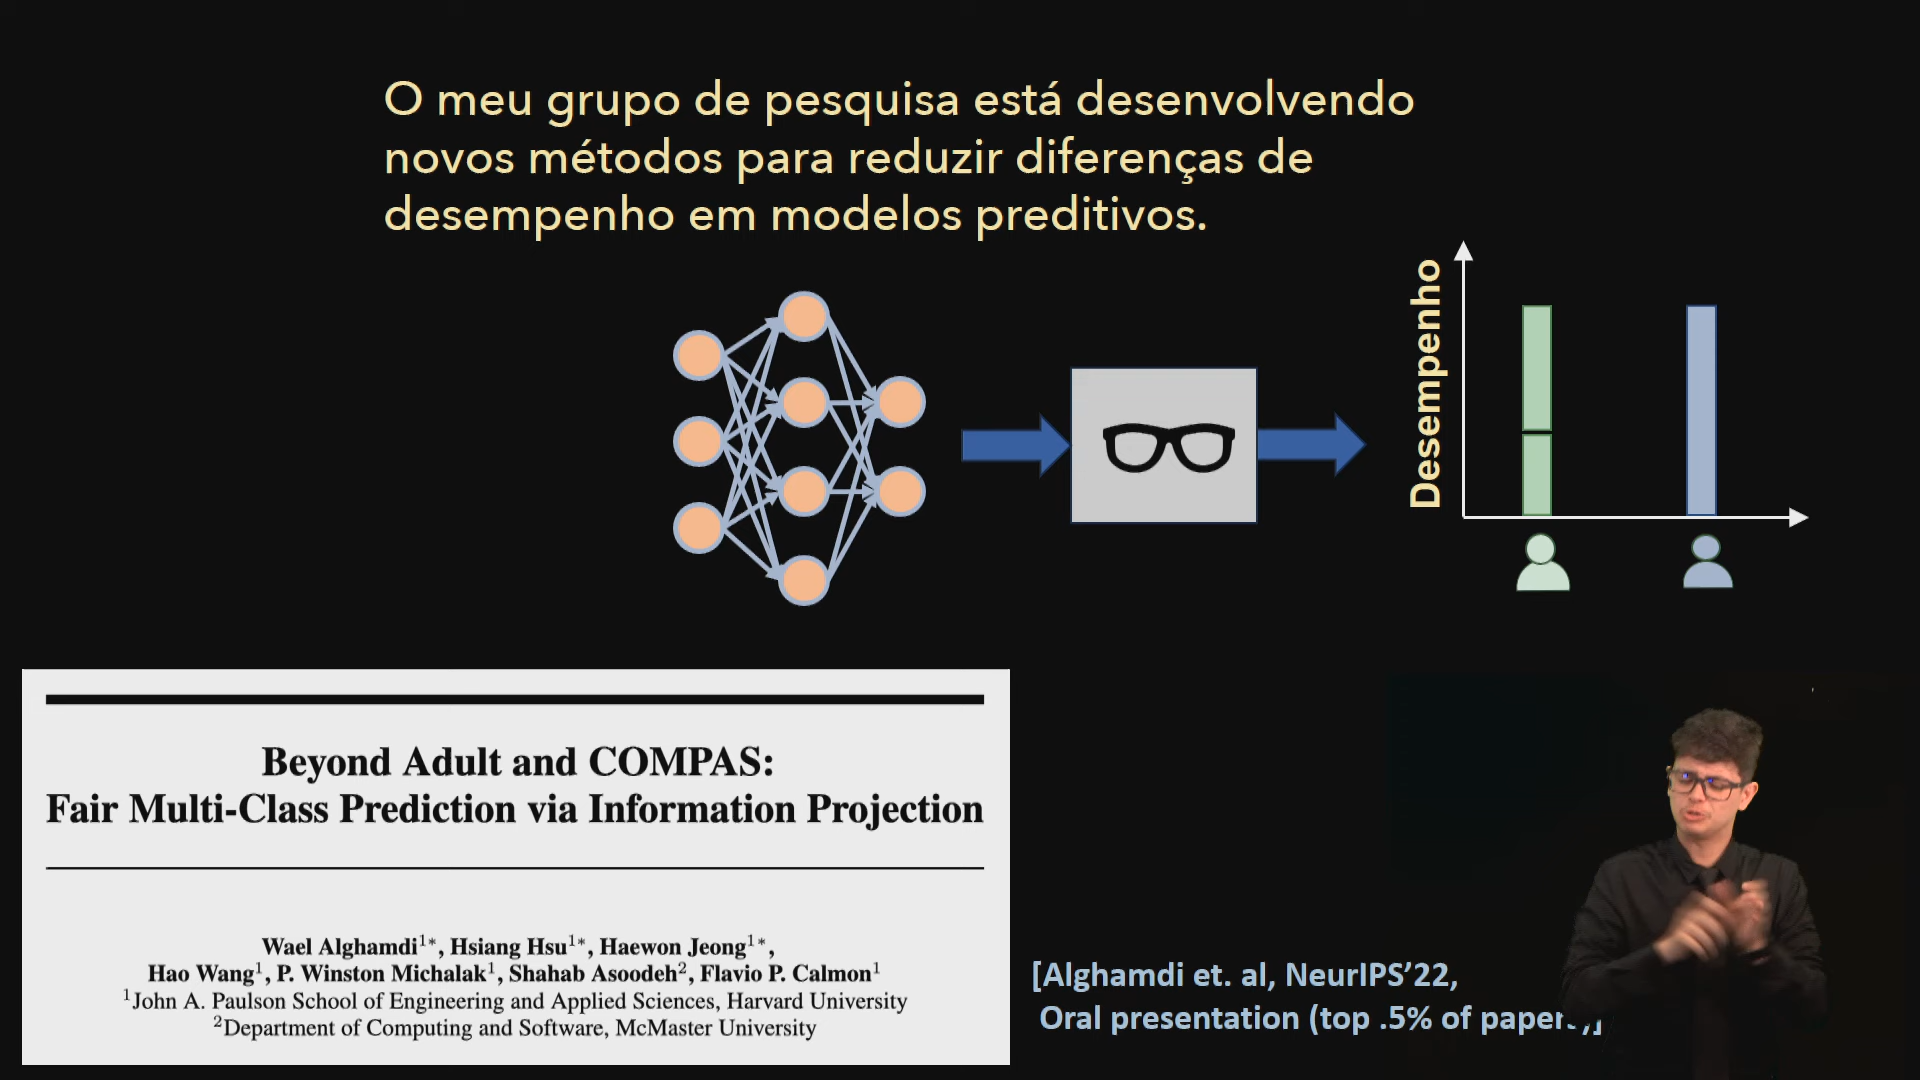 O meu grupo de pesquisa está desenvolvendo
novos métodos para reduzir diferenças de
desempenho em modelos preditivos.
Desempenho
Beyond Adult and COMPAS:
Fair Multi-Class Prediction via Information Projection
Wael Alghamdi¹*, Hsiang Hsu¹*, Haewon Jeong¹*,
Hao Wang¹, P. Winston Michalak¹, Shahab Asoodeh², Flavio P. Calmon¹
¹John A. Paulson School of Engineering and Applied Sciences, Harvard University
²Department of Computing and Software, McMaster University
[Alghamdi et. al, NeurIPS’22,
Oral presentation (top .5% of